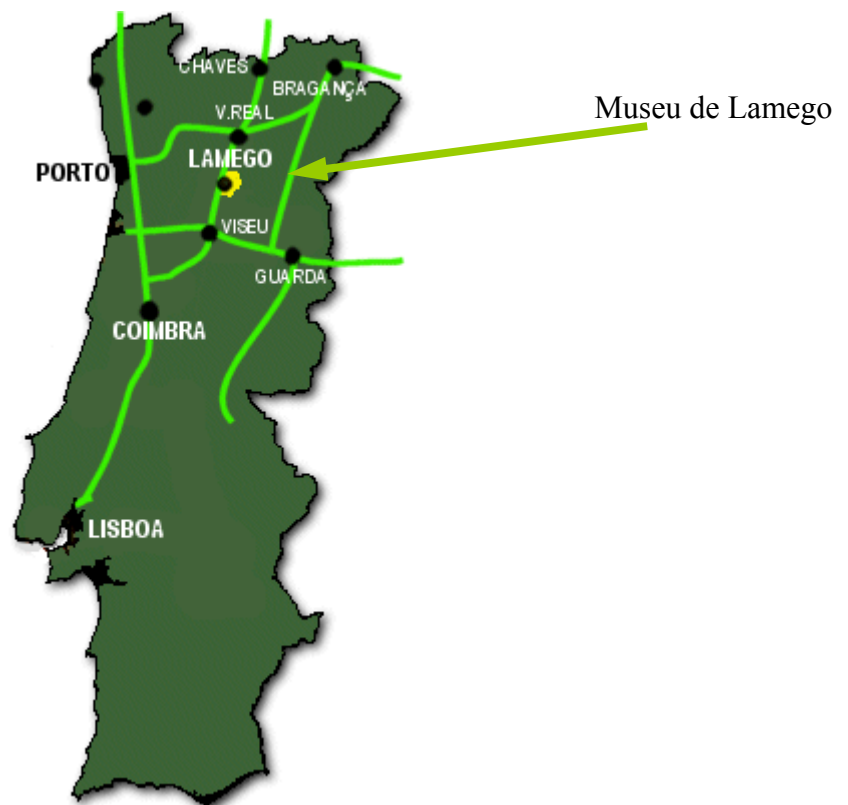 CHAVES
BRAGANÇA
V.REAL
Museu de Lamego
LAMEGO
PORTO
VISEU
GUARDA
COIMBRA
LISBOA